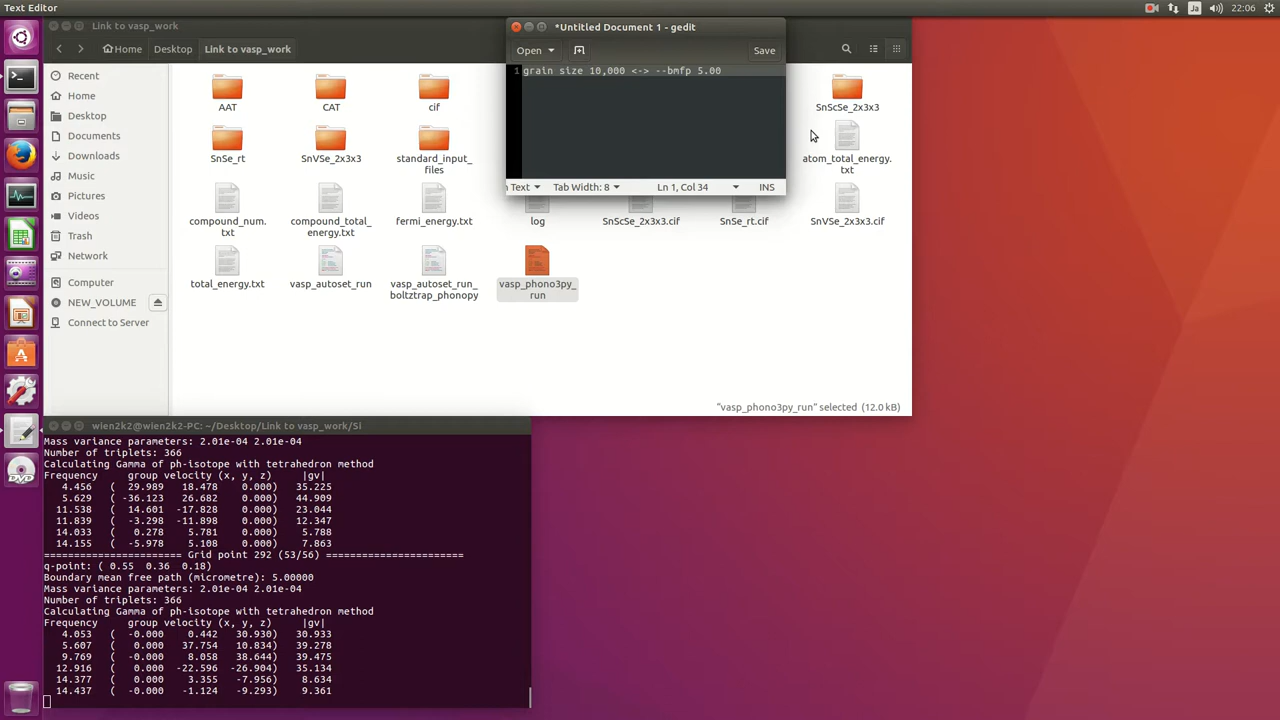 Text Editor
Ja
22:06
Link to vasp_work
Home
Desktop
Link to vasp_work
*Untitled Document 1 - gedit
Open
Save
1
grain size 10,000 <-> --bmfp 5.00
n Text
Tab Width: 8
Ln 1, Col 34
INS
Recent
Home
Desktop
Documents
Downloads
Music
Pictures
Videos
Trash
Network
Computer
NEW_VOLUME
Connect to Server
AAT
CAT
cif
SnScSe_2x3x3
SnSe_rt
SnVSe_2x3x3
standard_input_
files
atom_total_energy.
txt
compound_num.
txt
compound_total_
energy.txt
fermi_energy.txt
log
SnScSe_2x3x3.cif
SnSe_rt.cif
SnVSe_2x3x3.cif
total_energy.txt
vasp_autoset_run
vasp_autoset_run_
boltztrap_phonopy
vasp_phono3py_
run
"vasp_phono3py_run" selected (12.0 kB)
wien2k2@wien2k2-PC: ~/Desktop/Link to vasp_work/Si
Mass variance parameters: 2.01e-04 2.01e-04
Number of triplets: 366
Calculating Gamma of ph-isotope with tetrahedron method
Frequency group velocity (x, y, z) |gv|
4.456 ( 29.989 18.478 0.000) 35.225
5.629 ( -36.123 26.682 0.000) 44.909
11.538 ( 14.601 -17.828 0.000) 23.044
11.839 ( -3.298 -11.898 0.000) 12.347
14.033 ( 0.278 5.781 0.000) 5.788
14.155 ( -5.978 5.108 0.000) 7.863
======================= Grid point 292 (53/56) =======================
q-point: ( 0.55 0.36 0.18)
Boundary mean free path (micrometre): 5.00000
Mass variance parameters: 2.01e-04 2.01e-04
Number of triplets: 366
Calculating Gamma of ph-isotope with tetrahedron method
Frequency group velocity (x, y, z) |gv|
4.053 ( -0.000 0.442 30.930) 30.933
5.607 ( 0.000 37.754 10.834) 39.278
9.769 ( -0.000 8.058 38.644) 39.475
12.916 ( 0.000 -22.596 -26.904) 35.134
14.377 ( 0.000 3.355 -7.956) 8.634
14.437 ( -0.000 -1.124 -9.293) 9.361
DVD